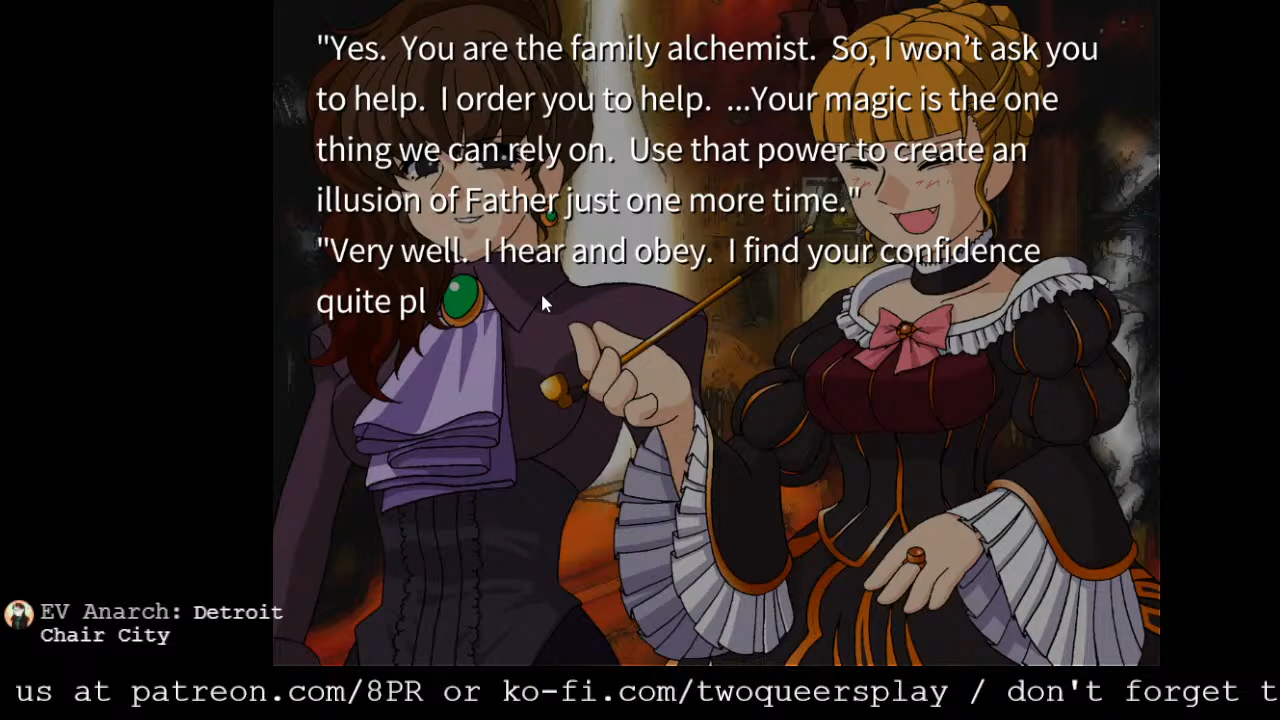 "Yes.  You are the family alchemist.  So, I won’t ask you
to help.  I order you to help.  ...Your magic is the one
thing we can rely on.  Use that power to create an
illusion of Father just one more time."
"Very well.  I hear and obey.  I find your confidence
quite pl
EV Anarch: Detroit
Chair City
us at patreon.com/8PR or ko-fi.com/twoqueersplay / don't forget t